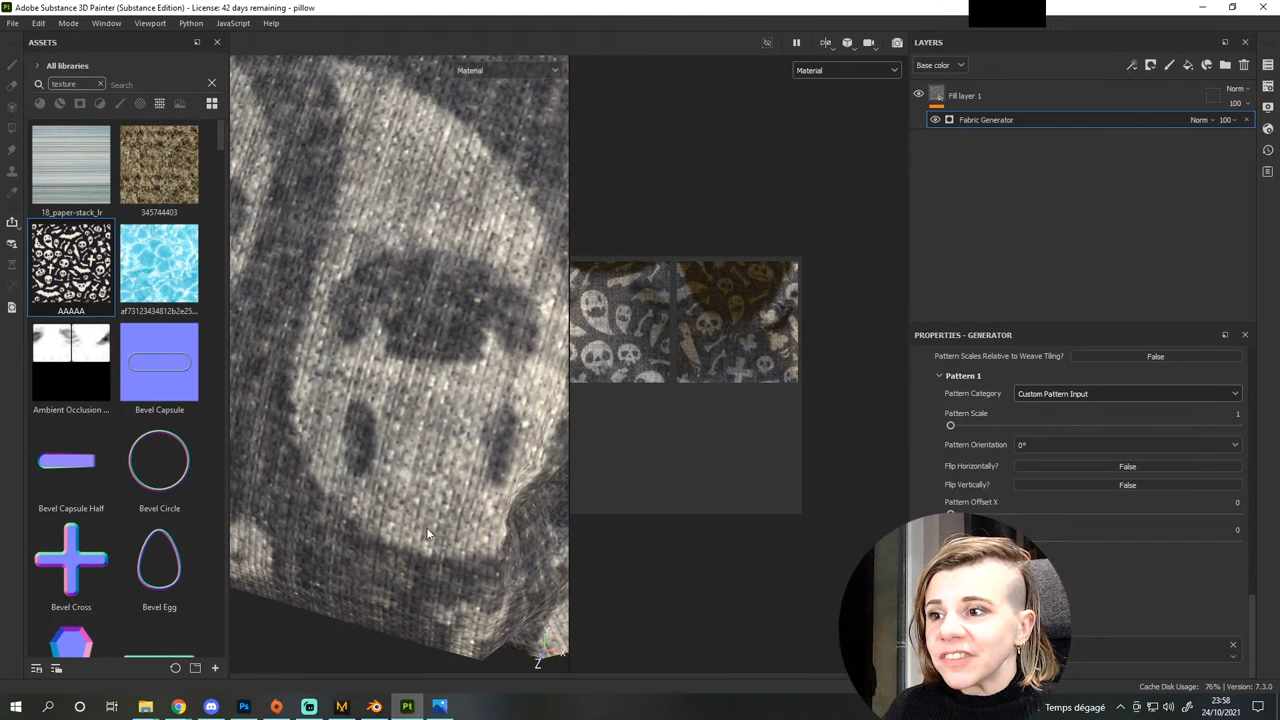 Adobe Substance 3D Painter (Substance Edition) - License: 42 days remaining - pillow
File Edit Mode Window Viewport Python JavaScript Help
ASSETS
All libraries
texture
Search
18_paper-stack_lr
345744403
AAAAA
af73123434812b2e25...
Ambient Occlusion ...
Bevel Capsule
Bevel Capsule Half
Bevel Circle
Bevel Cross
Bevel Egg
Material
Z
Material
LAYERS
Base color
Norm
Fill layer 1
100
Fabric Generator
Norm
100
PROPERTIES - GENERATOR
Pattern Scales Relative to Weave Tiling? False
Pattern 1
Pattern Category Custom Pattern Input
Pattern Scale 1
Pattern Orientation 0°
Flip Horizontally? False
Flip Vertically? False
Pattern Offset X 0
0
Cache Disk Usage: 76% | Version: 7.3.0
Ps
Pt
Temps dégagé
23:58
24/10/2021